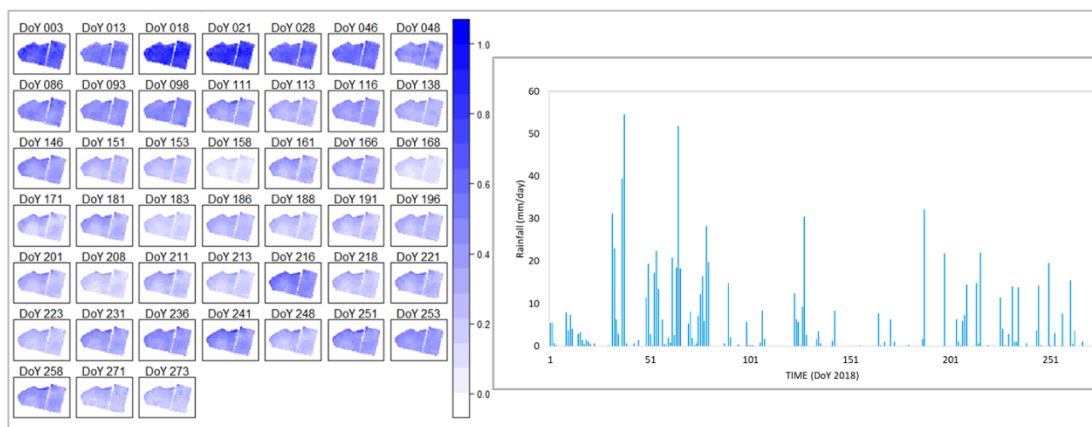 DoY 003 DoY 013 DoY 018 DoY 021 DoY 028 DoY 046 DoY 048
DoY 086 DoY 093 DoY 098 DoY 111 DoY 113 DoY 116 DoY 138
DoY 146 DoY 151 DoY 153 DoY 158 DoY 161 DoY 166 DoY 168
DoY 171 DoY 181 DoY 183 DoY 186 DoY 188 DoY 191 DoY 196
DoY 201 DoY 208 DoY 211 DoY 213 DoY 216 DoY 218 DoY 221
DoY 223 DoY 231 DoY 236 DoY 241 DoY 248 DoY 251 DoY 253
DoY 258 DoY 271 DoY 273
1.0
0.8
0.6
0.4
0.2
0.0
Rainfall (mm/day)
60
50
40
30
20
10
0
1 51 101 151 201 251
TIME (DoY 2018)